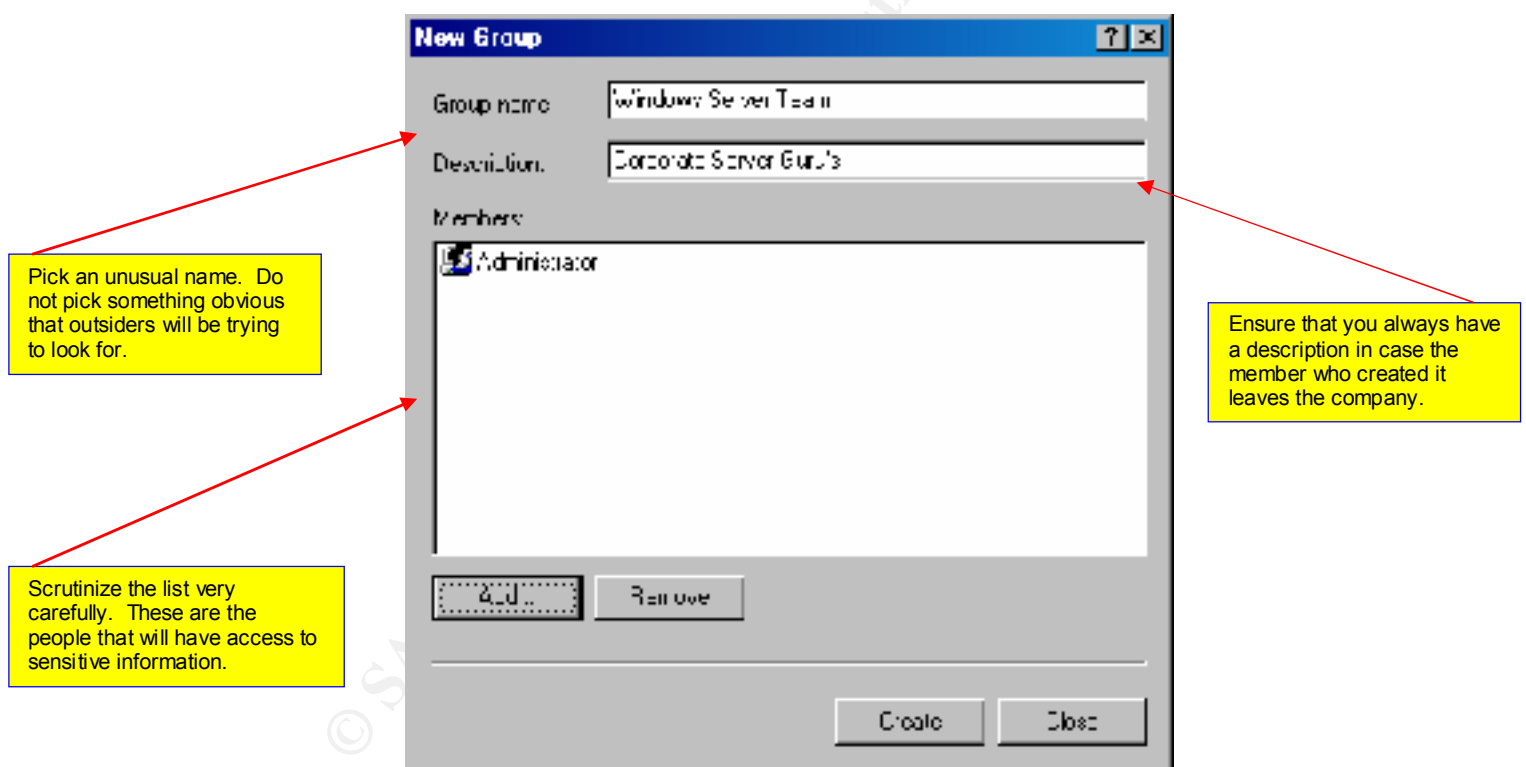 New Group
Group name
Windows Server Team
Description:
Corporate Server Guru's
Members:
Administrator
Pick an unusual name. Do
not pick something obvious
that outsiders will be trying
to look for.
Ensure that you always have
a description in case the
member who created it
leaves the company.
Scrutinize the list very
carefully. These are the
people that will have access to
sensitive information.
Add...
Remove
Create
Close
© SA